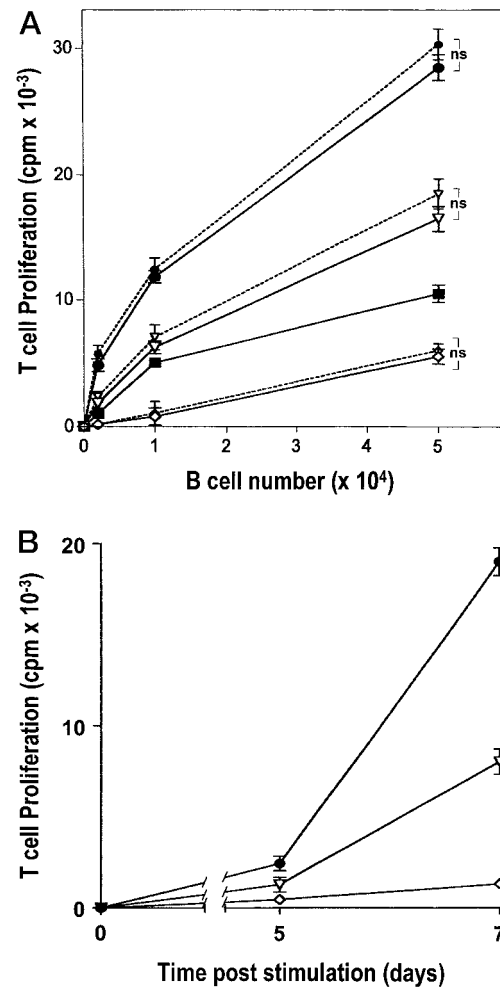 A
T cell Proliferation (cpm x 10⁻³)
30
20
10
0
ns
ns
ns
0
1
2
3
4
5
B cell number (x 10⁴)
B
T cell Proliferation (cpm x 10⁻³)
20
10
0
0
5
7
Time post stimulation (days)